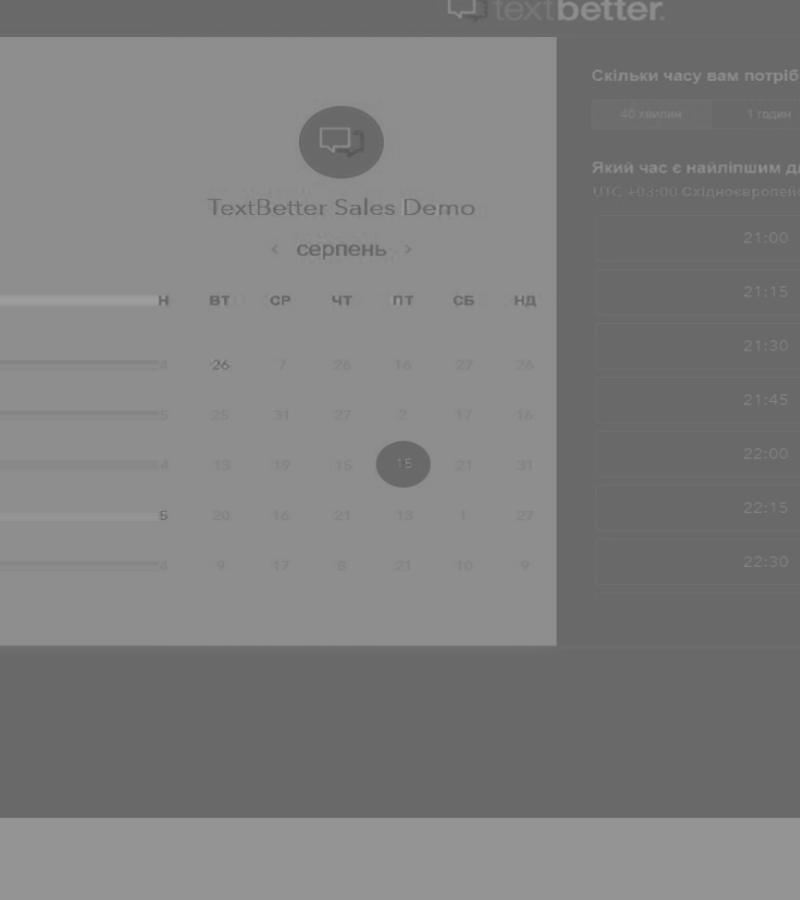 textbetter.
TextBetter Sales Demo
‹ серпень ›
Н ВТ СР ЧТ ПТ СБ НД
4 26 7 26 16 27 26
5 25 31 27 2 17 16
4 13 19 15 15 21 31
5 20 16 21 13 1 27
4 9 17 8 21 10 9
Скільки часу вам потріб
40 хвилин 1 годин
Який час є найліпшим д
UTC +03:00 Східноєвропей
21:00
21:15
21:30
21:45
22:00
22:15
22:30